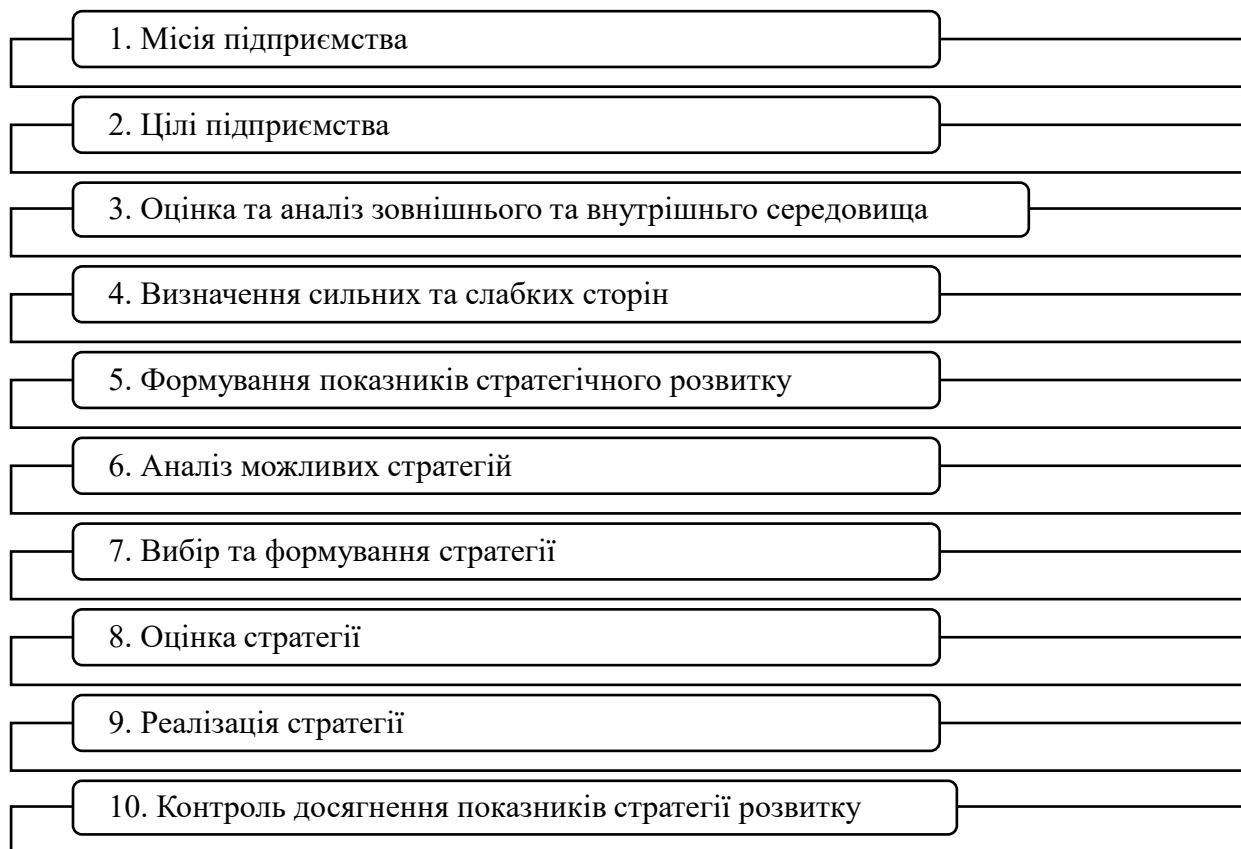 1. Місія підприємства
2. Цілі підприємства
3. Оцінка та аналіз зовнішнього та внутрішньго середовища
4. Визначення сильних та слабких сторін
5. Формування показників стратегічного розвитку
6. Аналіз можливих стратегій
7. Вибір та формування стратегії
8. Оцінка стратегії
9. Реалізація стратегії
10. Контроль досягнення показників стратегії розвитку